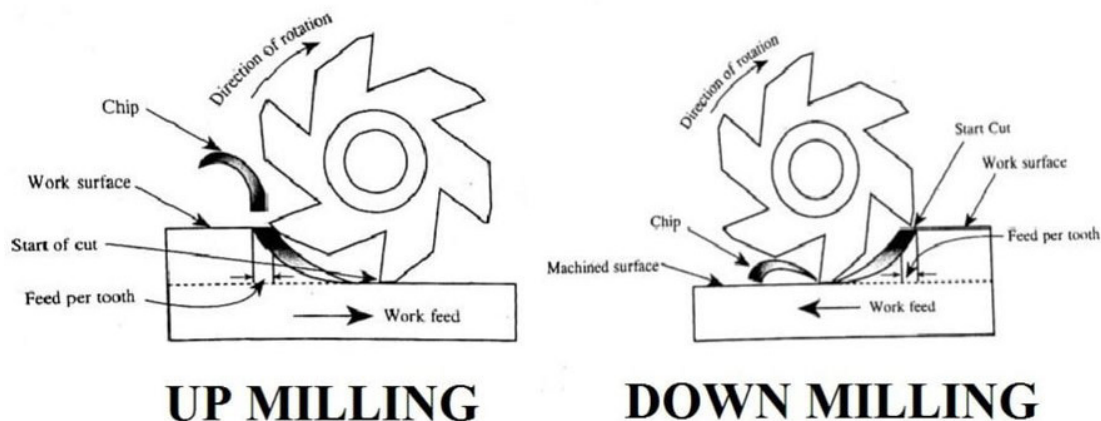 Direction of rotation
Chip
Work surface
Start of cut
Feed per tooth
Work feed
UP MILLING
Direction of rotation
Start Cut
Work surface
Chip
Feed per tooth
Machined surface
Work feed
DOWN MILLING